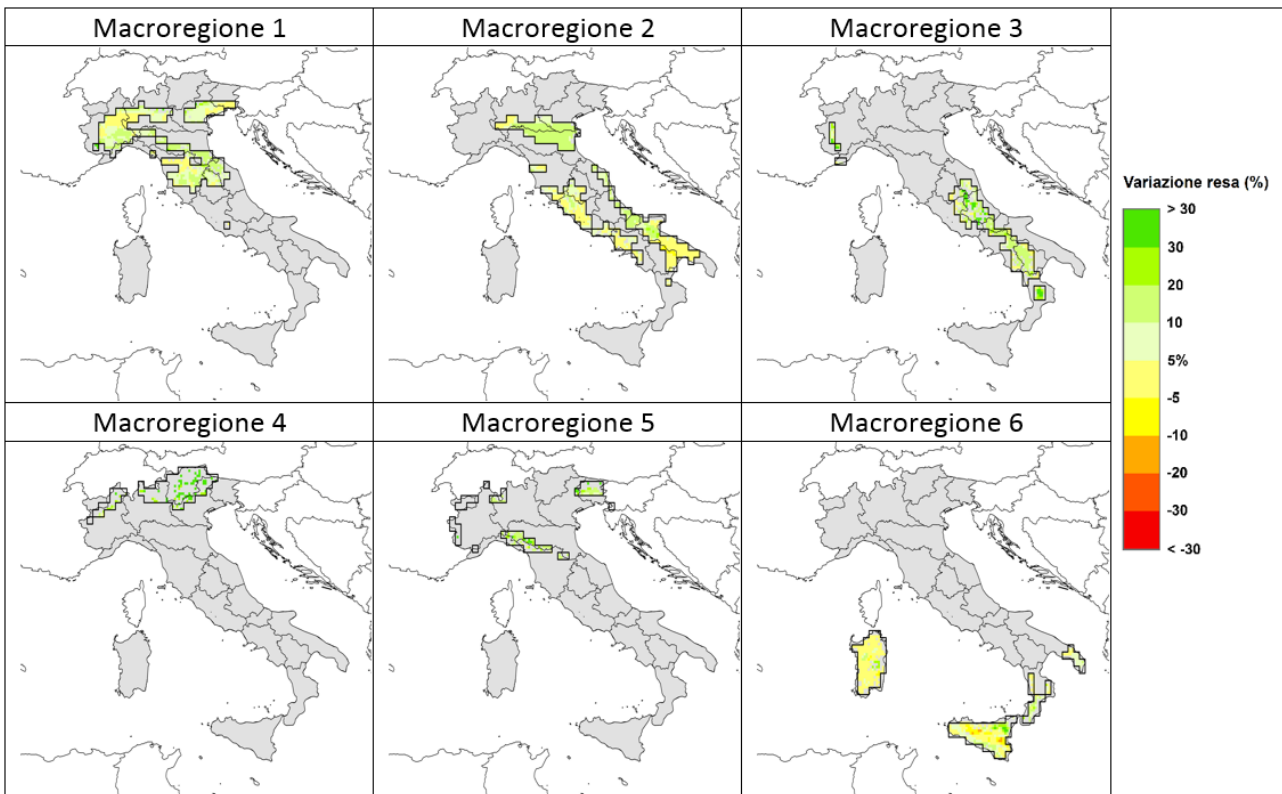 Macroregione 1
Macroregione 2
Macroregione 3
Macroregione 4
Macroregione 5
Macroregione 6
Variazione resa (%)
> 30
30
20
10
5%
-5
-10
-20
-30
< -30